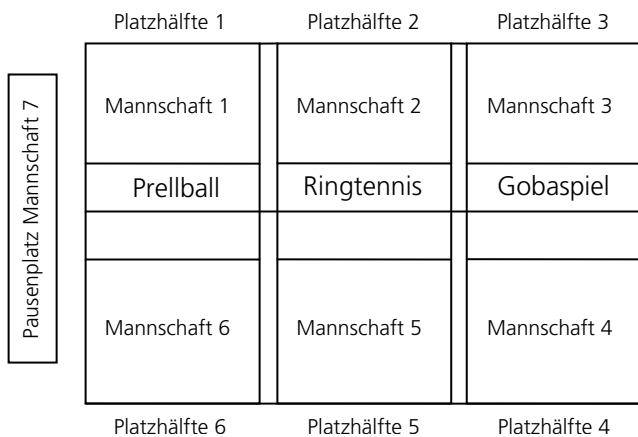 Platzhälfte 1 Platzhälfte 2 Platzhälfte 3
Pausenplatz Mannschaft 7
Mannschaft 1 Mannschaft 2 Mannschaft 3
Prellball Ringtennis Gobaspiel
Mannschaft 6 Mannschaft 5 Mannschaft 4
Platzhälfte 6 Platzhälfte 5 Platzhälfte 4